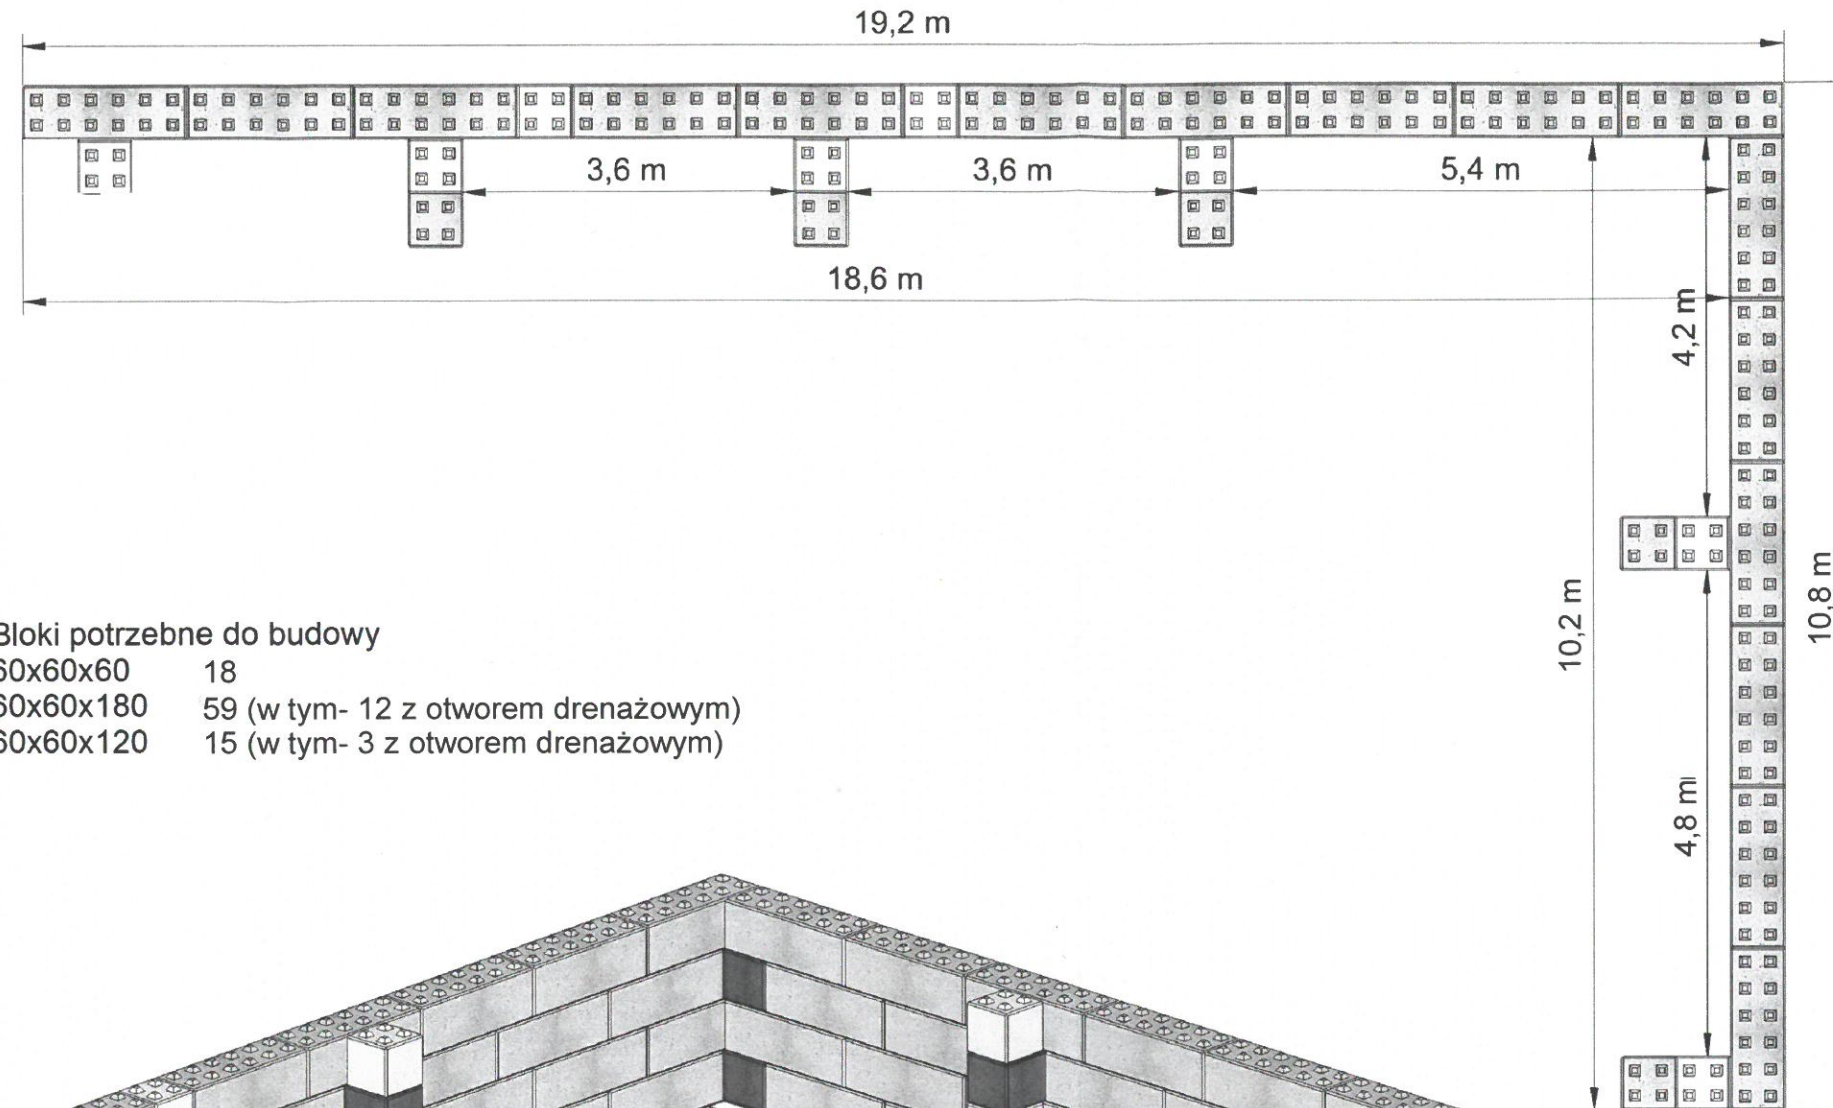 19,2 m
3,6 m
3,6 m
5,4 m
18,6 m
4,2 m
10,2 m
10,8 m
4,8 m
Bloki potrzebne do budowy
60x60x60 18
60x60x180 59 (w tym- 12 z otworem drenażowym)
60x60x120 15 (w tym- 3 z otworem drenażowym)